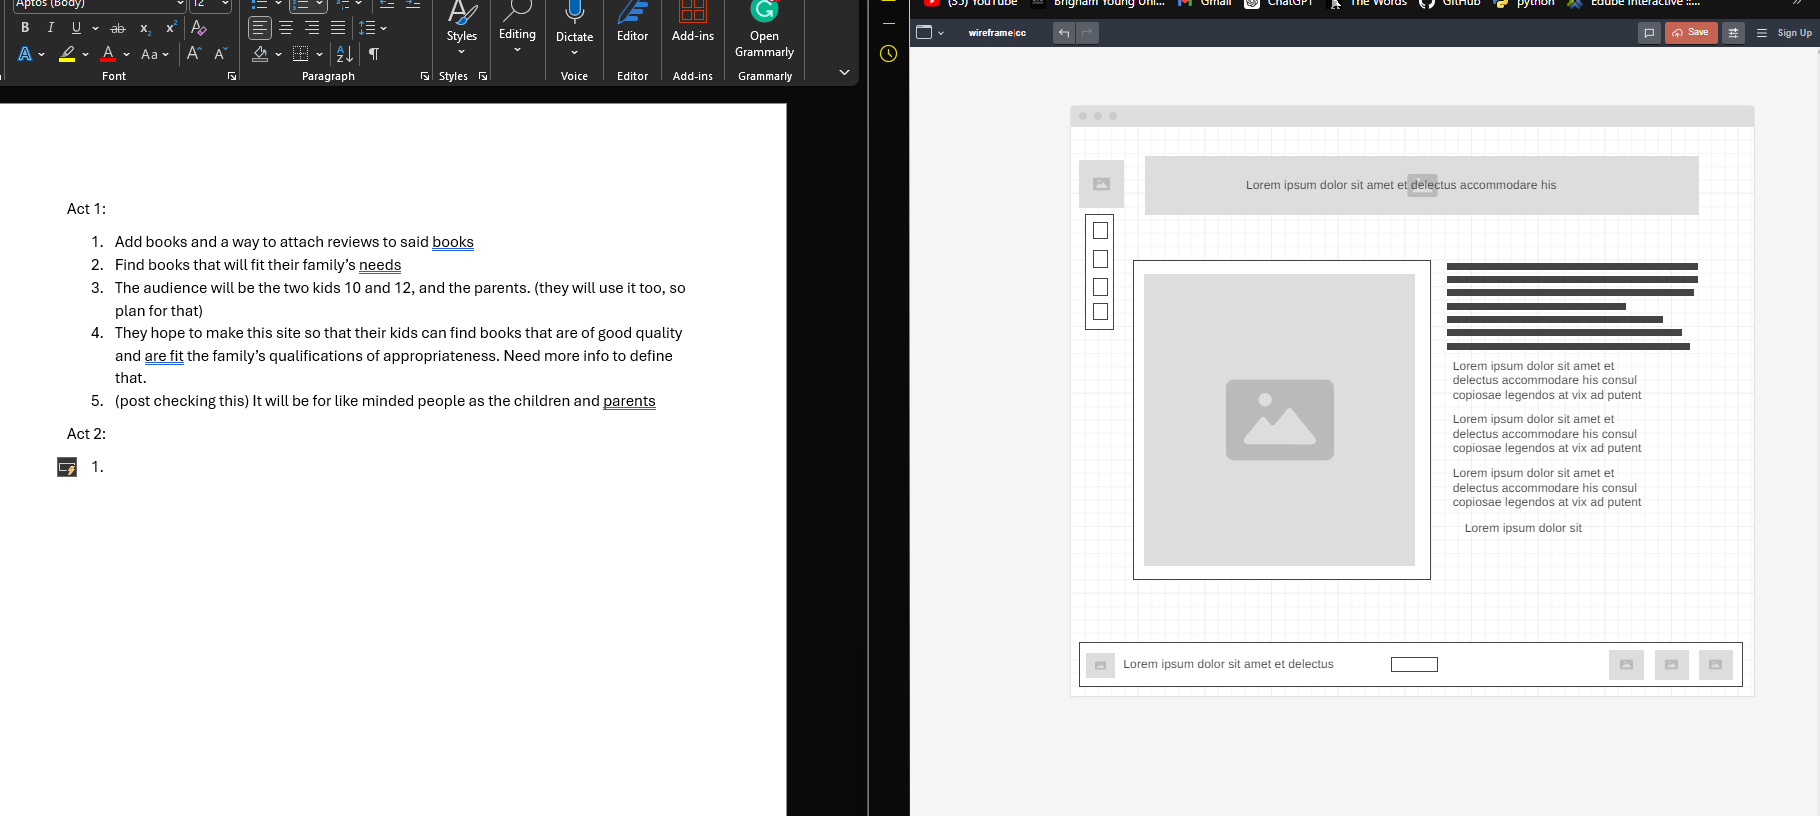 Aptos (Body) 12
B I U ab x₂ x² A
A A Aa A A
Font
Paragraph
Styles
Styles
Editing
Dictate
Voice
Editor
Editor
Add-ins
Add-ins
Open
Grammarly
Grammarly
Act 1:
1. Add books and a way to attach reviews to said books
2. Find books that will fit their family’s needs
3. The audience will be the two kids 10 and 12, and the parents. (they will use it too, so
plan for that)
4. They hope to make this site so that their kids can find books that are of good quality
and are fit the family’s qualifications of appropriateness. Need more info to define
that.
5. (post checking this) It will be for like minded people as the children and parents
Act 2:
1.
(35) YouTube Brigham Young Uni... Gmail ChatGPT The Words GitHub python Edube Interactive ::...
wireframe|cc Save Sign Up
Lorem ipsum dolor sit amet et delectus accommodare his
Lorem ipsum dolor sit amet et
delectus accommodare his consul
copiosae legendos at vix ad putent
Lorem ipsum dolor sit amet et
delectus accommodare his consul
copiosae legendos at vix ad putent
Lorem ipsum dolor sit amet et
delectus accommodare his consul
copiosae legendos at vix ad putent
Lorem ipsum dolor sit
Lorem ipsum dolor sit amet et delectus